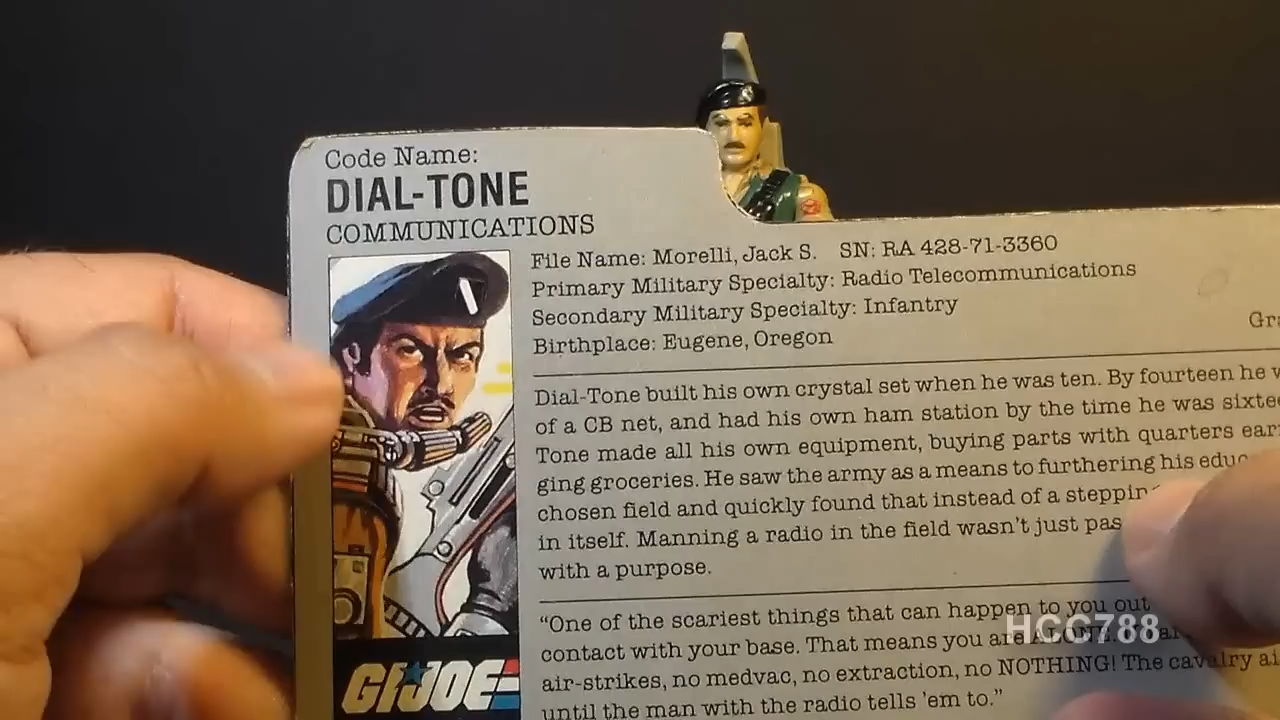 Code Name:
DIAL-TONE
COMMUNICATIONS
File Name: Morelli, Jack S. SN: RA 428-71-3360
Primary Military Specialty: Radio Telecommunications
Secondary Military Specialty: Infantry
Birthplace: Eugene, Oregon
Dial-Tone built his own crystal set when he was ten. By fourteen he
of a CB net, and had his own ham station by the time he was
Tone made all his own equipment, buying parts with quarters
ging groceries. He saw the army as a means to furthering his
chosen field and quickly found that instead of a
in itself. Manning a radio in the field wasn't just
with a purpose.
"One of the scariest things that can happen to you out
contact with your base. That means you are ALONE.
air-strikes, no medvac, no extraction, no NOTHING! The cavalry
until the man with the radio tells 'em to."
GI JOE
HCC788